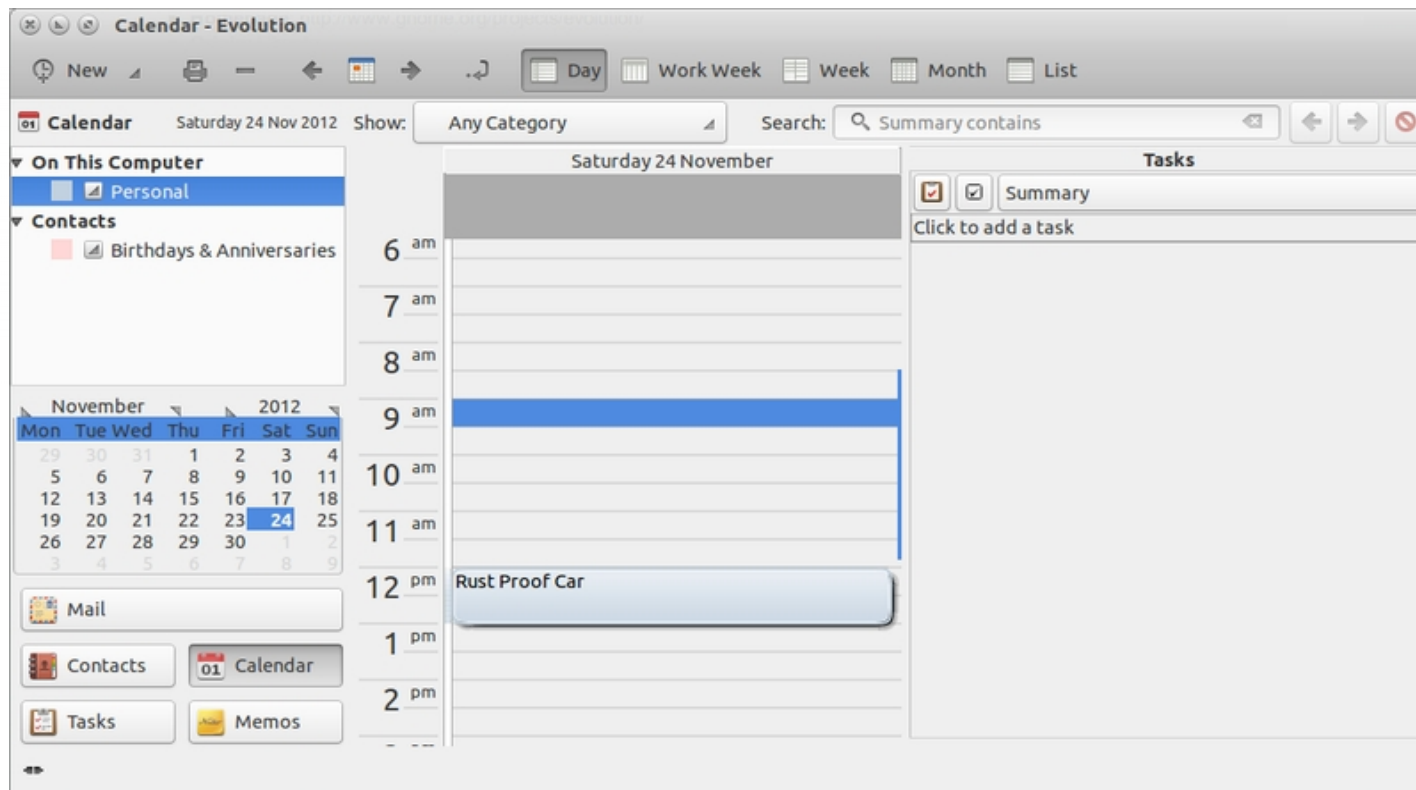 Calendar - Evolution
New Day Work Week Week Month List
01 Calendar Saturday 24 Nov 2012 Show: Any Category Search: Summary contains
On This Computer
Personal
Contacts
Birthdays & Anniversaries
November 2012
Mon Tue Wed Thu Fri Sat Sun
29 30 31 1 2 3 4
5 6 7 8 9 10 11
12 13 14 15 16 17 18
19 20 21 22 23 24 25
26 27 28 29 30 1 2
3 4 5 6 7 8 9
Mail
Contacts
01 Calendar
Tasks
Memos
Saturday 24 November
6 am
7 am
8 am
9 am
10 am
11 am
12 pm
Rust Proof Car
1 pm
2 pm
Tasks
Summary
Click to add a task